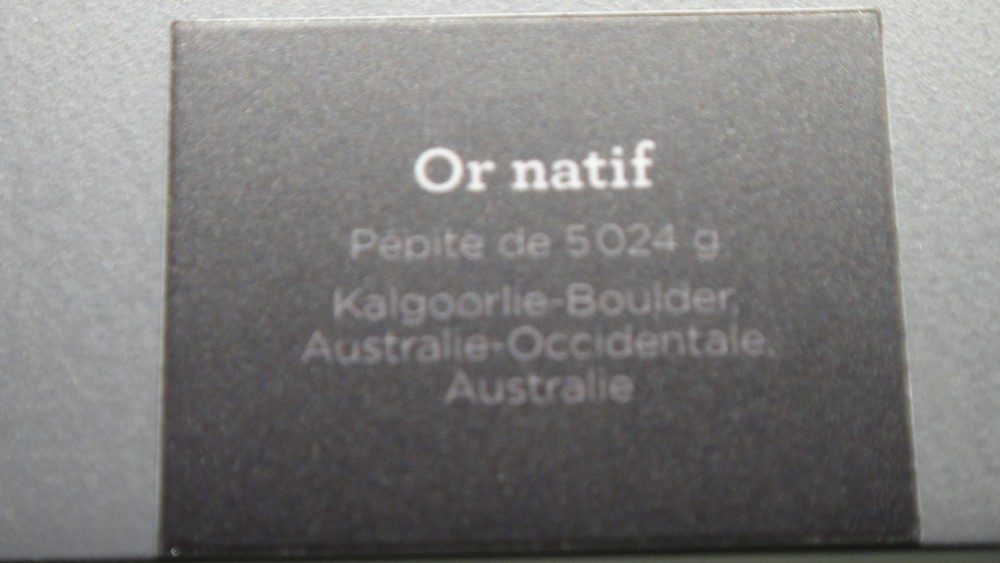 Or natif
Pépite de 5 024 g
Kalgoorlie-Boulder,
Australie-Occidentale,
Australie